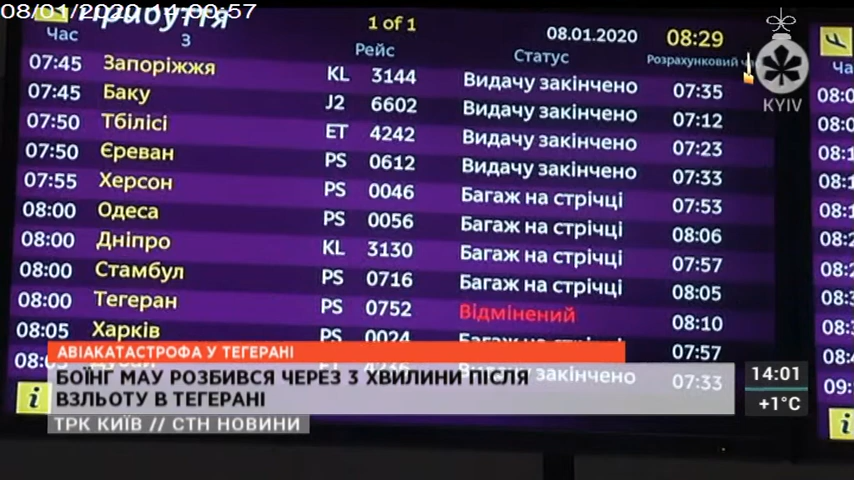 08/01/2020 14:00:57
Прибуття 1 of 1 08.01.2020 08:29
Час З Рейс Статус Розрахунковий
07:45 Запоріжжя KL 3144 Видачу закінчено 07:35
07:45 Баку J2 6602 Видачу закінчено 07:12
07:50 Тбілісі ET 4242 Видачу закінчено 07:23
07:50 Єреван PS 0612 Видачу закінчено 07:33
07:55 Херсон PS 0046 Багаж на стрічці 07:53
08:00 Одеса PS 0056 Багаж на стрічці 08:06
08:00 Дніпро KL 3130 Багаж на стрічці 07:57
08:00 Стамбул PS 0716 Багаж на стрічці 08:05
08:00 Тегеран PS 0752 Відмінений 08:10
08:05 Харків PS 0024 Багаж на стрічці 07:57
Дубай 4236 Видачу закінчено 07:33
KYIV
АВІАКАТАСТРОФА У ТЕГЕРАНІ
БОЇНГ МАУ РОЗБИВСЯ ЧЕРЕЗ 3 ХВИЛИНИ ПІСЛЯ
ВЗЛЬОТУ В ТЕГЕРАНІ
ТРК КИЇВ // СТН НОВИНИ
14:01
+1°C